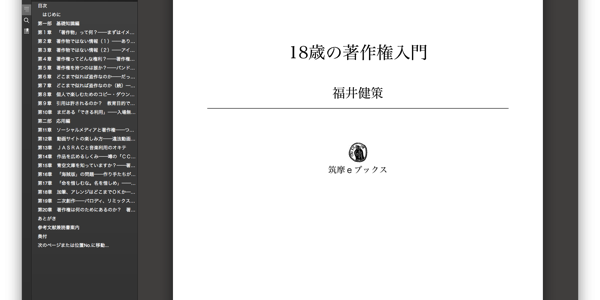 目次
はじめに
第一部 基礎知識編
第1章 「著作物」って何?――まずはイメ…
第2章 著作物ではない情報(1)――あり…
第3章 著作物ではない情報(2)――アイ…
第4章 著作権ってどんな権利?――著作権…
第5章 著作権を持つのは誰か?――バンド…
第6章 どこまで似れば盗作なのか――だっ…
第7章 どこまで似れば盗作なのか(続)――…
第8章 個人で楽しむためのコピー・ダウン…
第9章 引用は許されるのか? 教育目的で…
第10章 まだある「できる利用」――入場無…
第二部 応用編
第11章 ソーシャルメディアと著作権――つ…
第12章 動画サイトの楽しみ方――違法動画…
第13章 JASRACと音楽利用のオキテ
第14章 作品を広めるしくみ――噂の「CC…
第15章 青空文庫を知っていますか?――著…
第16章 「海賊版」の問題――作り手たちが…
第17章 「命を惜しむな。名を惜しめ」――…
第18章 加筆、アレンジはどこまでOKか―…
第19章 二次創作――パロディ、リミックス…
第20章 著作権は何のためにあるのか? 著…
あとがき
参考文献兼読書案内
奥付
次のページまたは位置No.に移動...
18歳の著作権入門
福井健策
筑摩eブックス